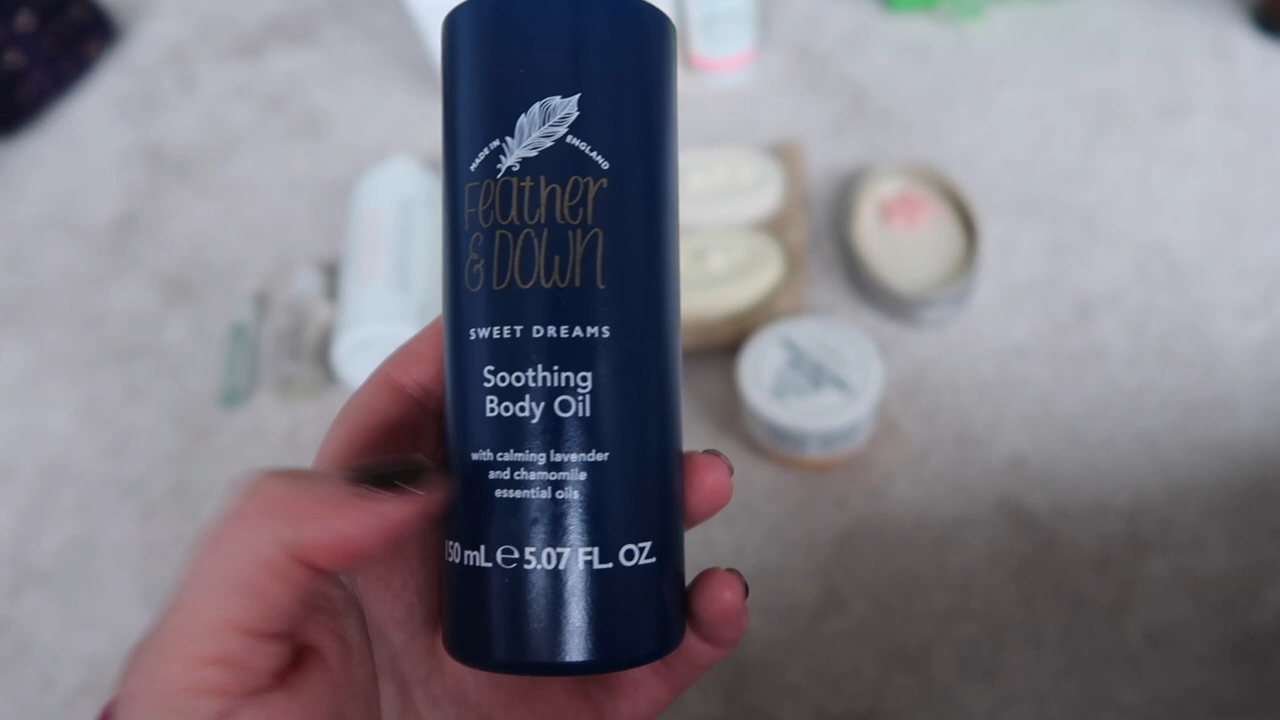 MADE IN ENGLAND
Feather
& DOWN
SWEET DREAMS
Soothing
Body Oil
with calming lavender
and chamomile
essential oils
150 mL e 5.07 FL. OZ.